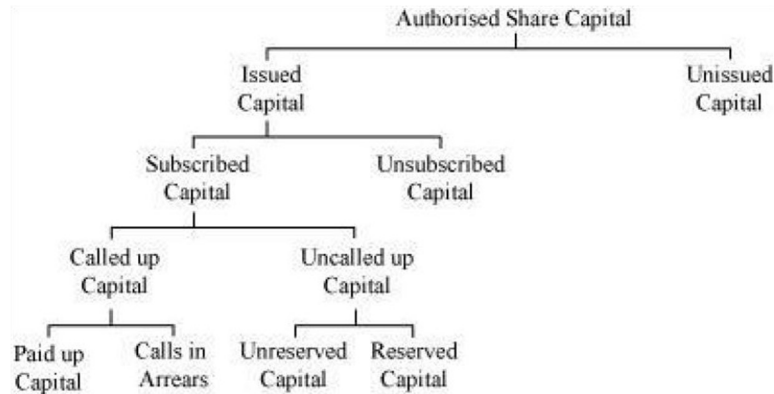 Authorised Share Capital
Issued Capital
Unissued Capital
Subscribed Capital
Unsubscribed Capital
Called up Capital
Uncalled up Capital
Paid up Capital
Calls in Arrears
Unreserved Capital
Reserved Capital